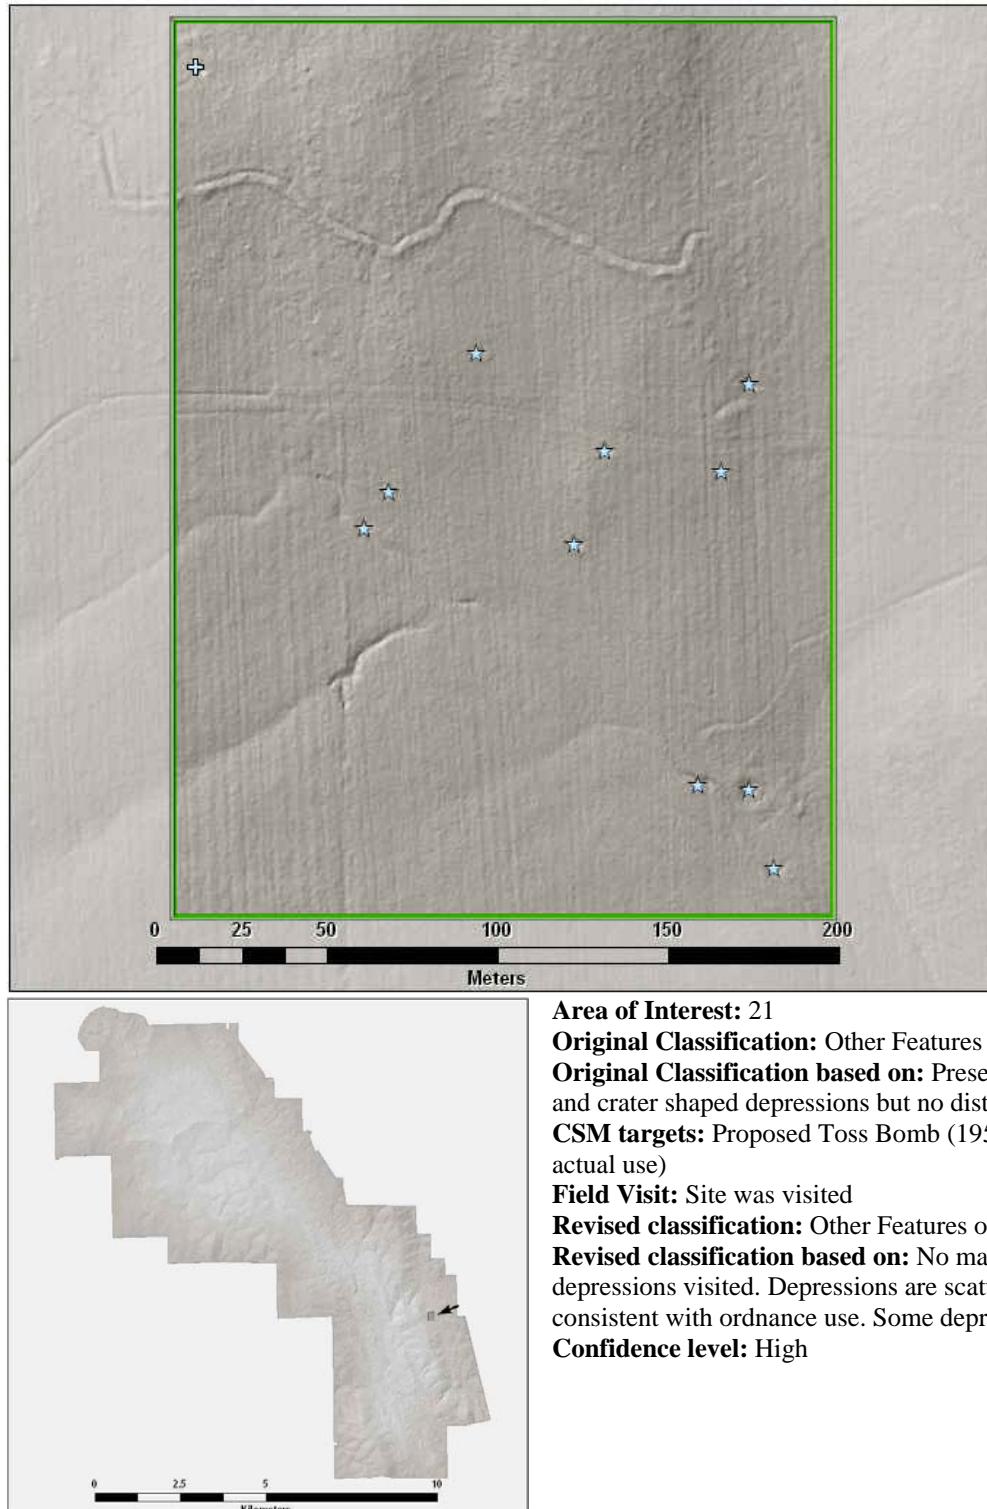 0 25 50 100 150 200
Meters
Area of Interest: 21
Original Classification: Other Features
Original Classification based on: Prese
and crater shaped depressions but no dist
CSM targets: Proposed Toss Bomb (195
actual use)
Field Visit: Site was visited
Revised classification: Other Features o
Revised classification based on: No ma
depressions visited. Depressions are scat
consistent with ordnance use. Some depr
Confidence level: High
0 2.5 5 10
Kilometers